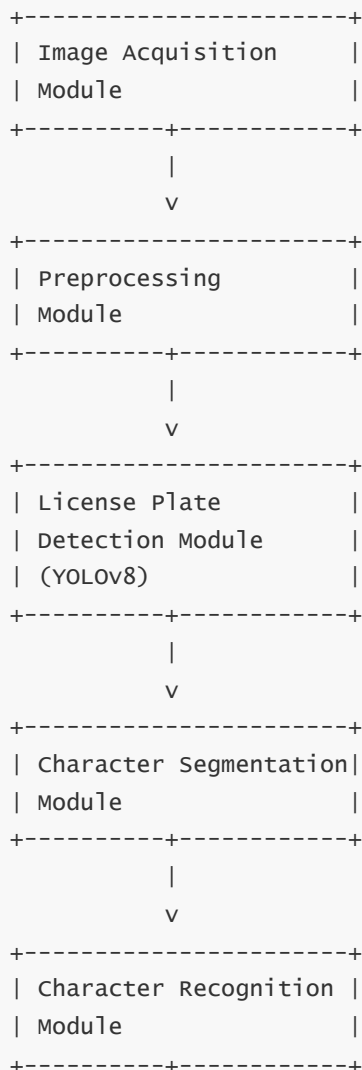 +-------------------------+
| Image Acquisition       |
| Module                  |
+-----------+-------------+
            |
            v
+-------------------------+
| Preprocessing           |
| Module                  |
+-----------+-------------+
            |
            v
+-------------------------+
| License Plate           |
| Detection Module        |
| (YOLOv8)                |
+-----------+-------------+
            |
            v
+-------------------------+
| Character Segmentation|
| Module                  |
+-----------+-------------+
            |
            v
+-------------------------+
| Character Recognition |
| Module                  |
+-----------+-------------+